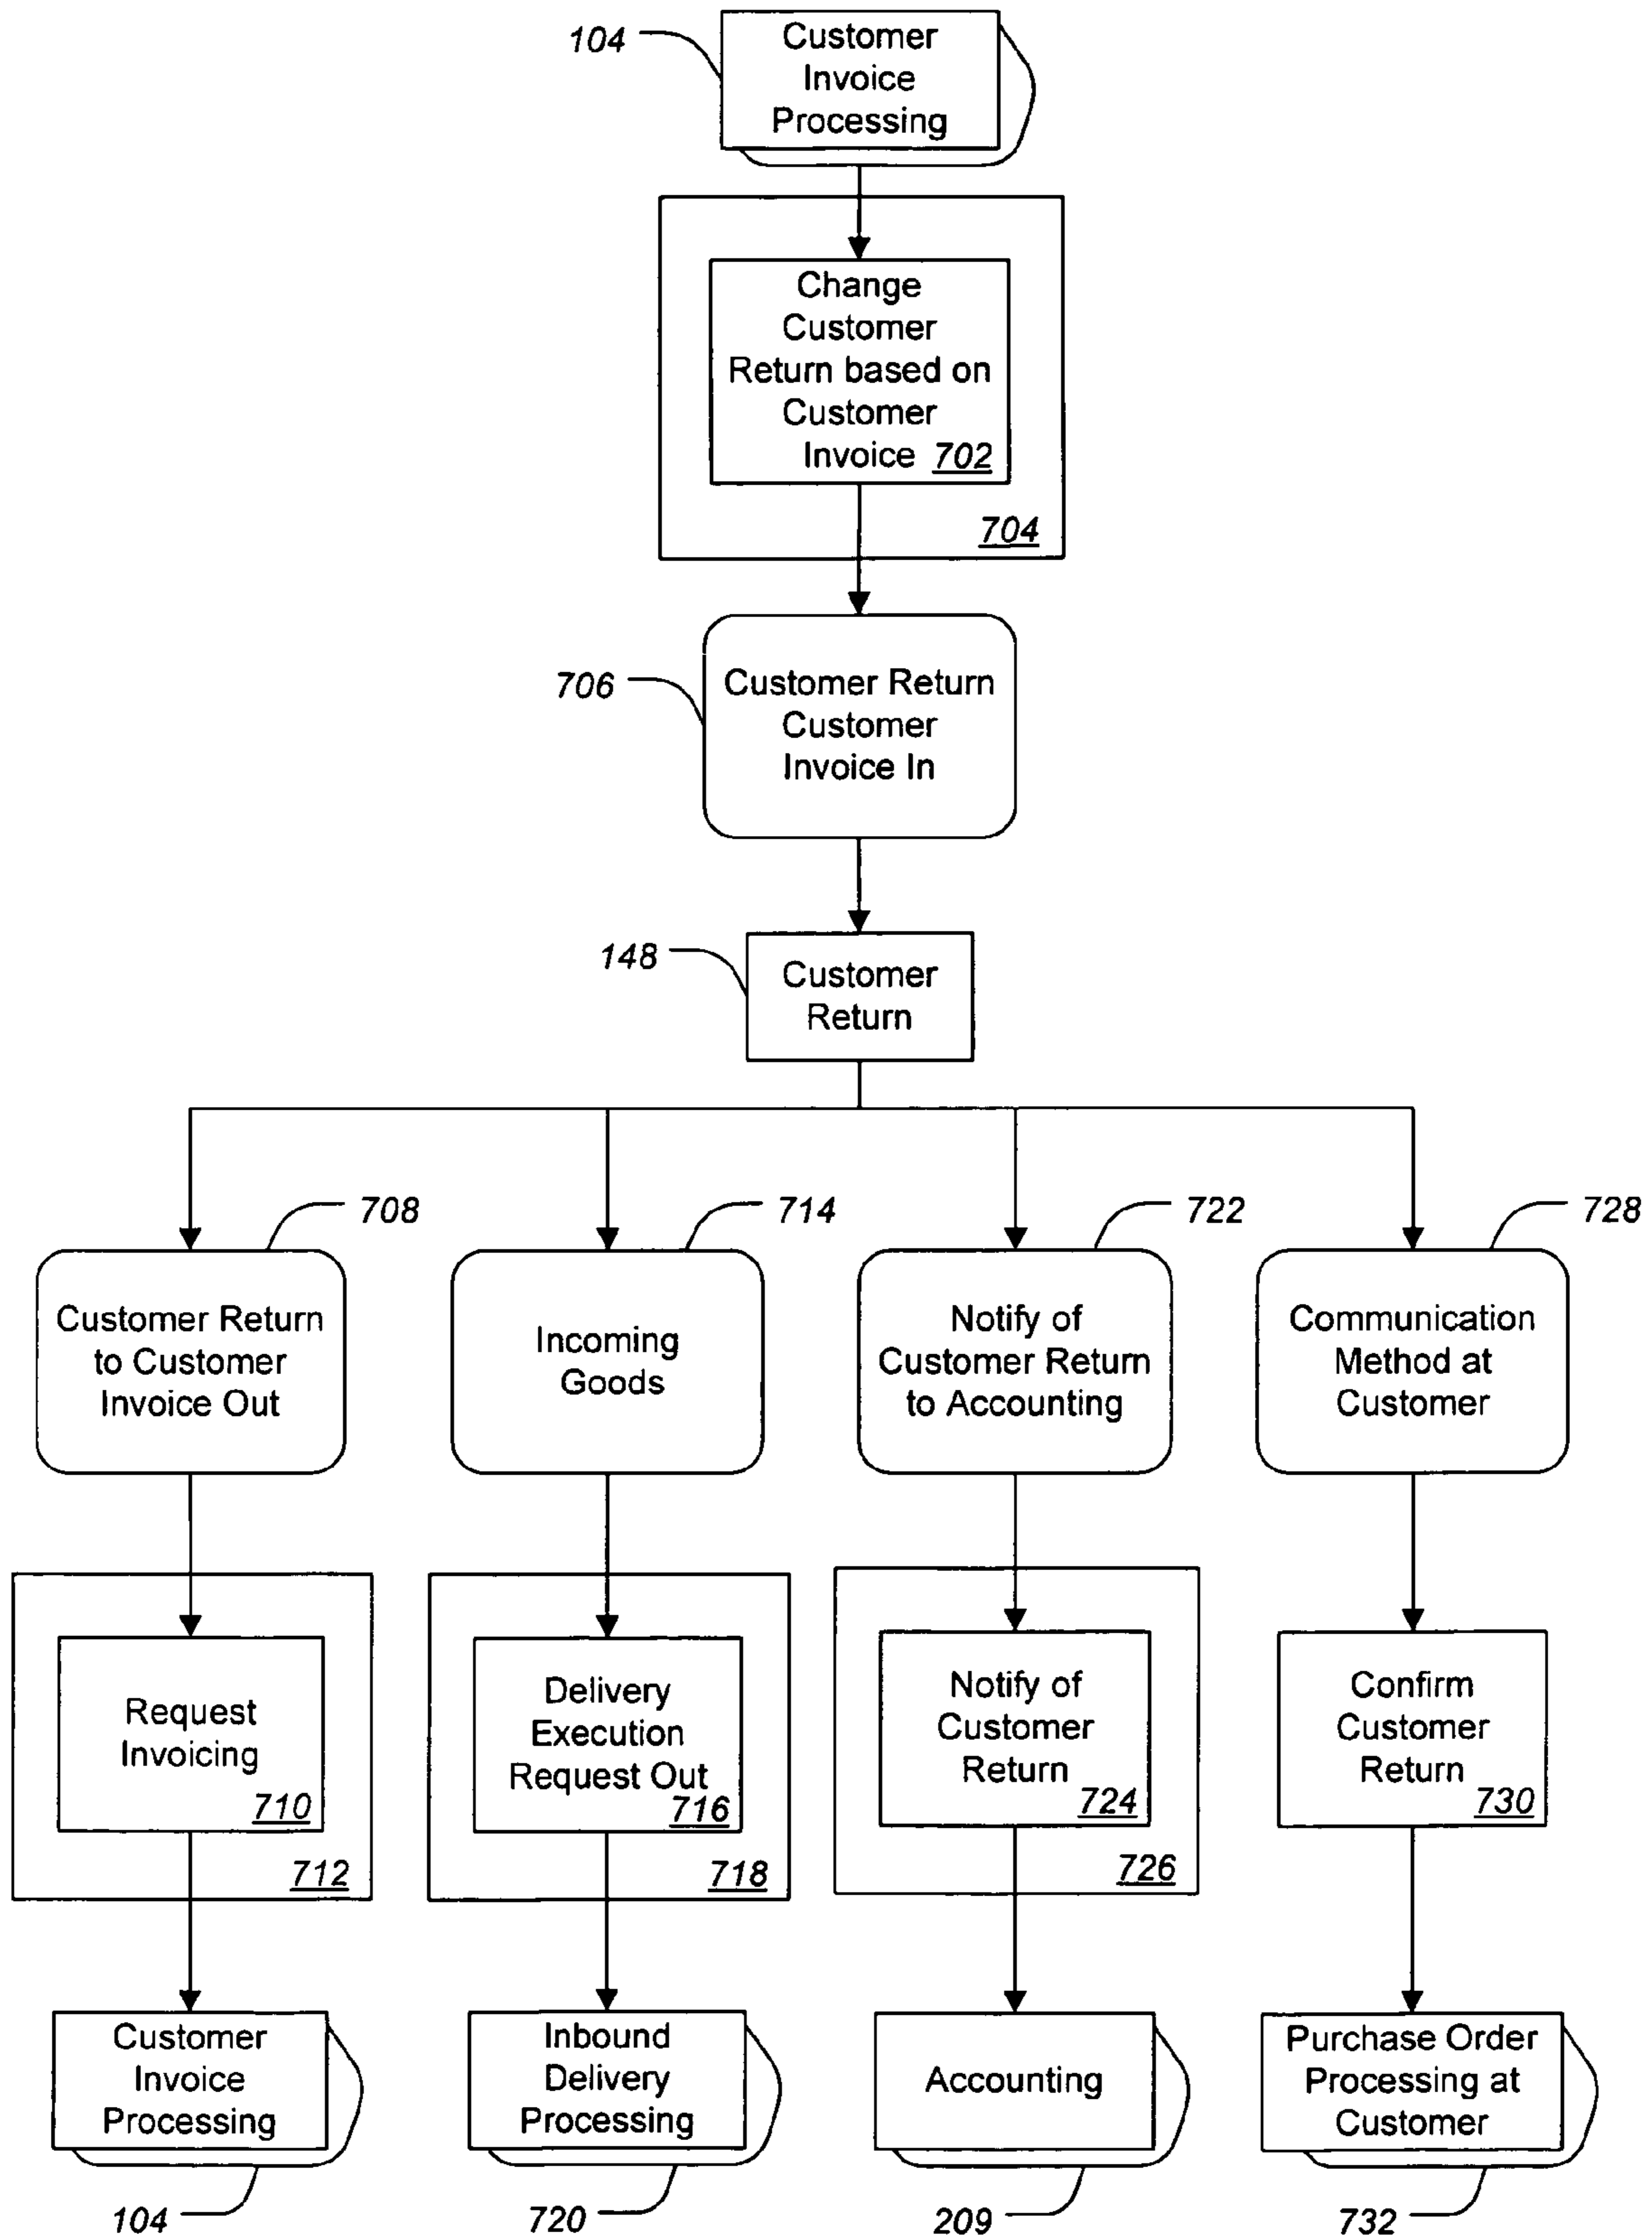 104
Customer
Invoice
Processing
Change
Customer
Return based on
Customer
Invoice 702
704
706
Customer Return
Customer
Invoice In
148
Customer
Return
708
714
722
728
Customer Return
to Customer
Invoice Out
Incoming
Goods
Notify of
Customer Return
to Accounting
Communication
Method at
Customer
Request
Invoicing
710
712
Delivery
Execution
Request Out
716
718
Notify of
Customer
Return
724
726
Confirm
Customer
Return
730
Customer
Invoice
Processing
104
Inbound
Delivery
Processing
720
Accounting
209
Purchase Order
Processing at
Customer
732